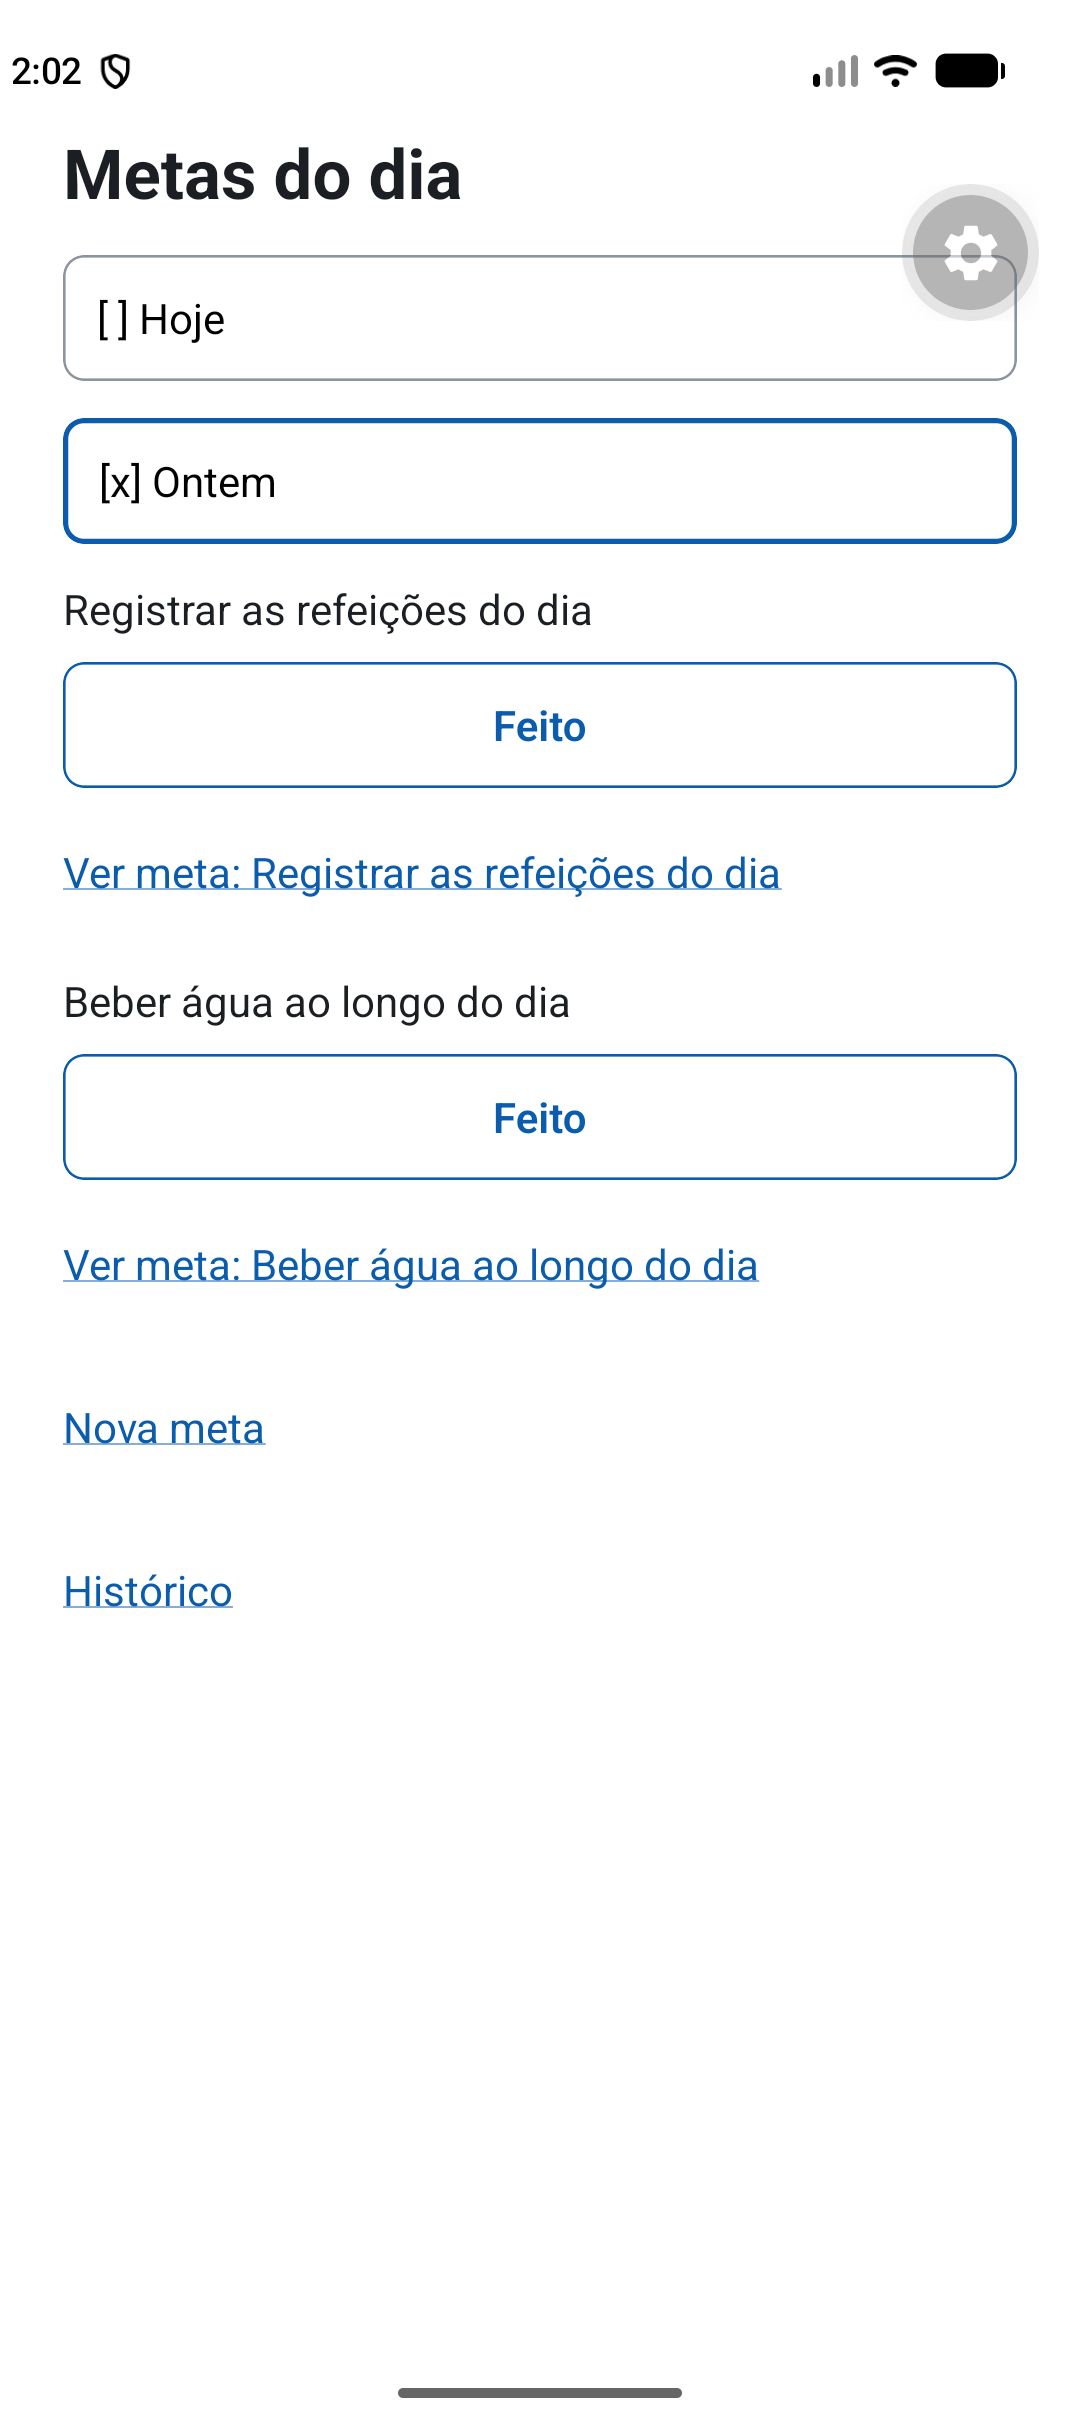 2:02
Metas do dia
[ ] Hoje
[x] Ontem
Registrar as refeições do dia
Feito
Ver meta: Registrar as refeições do dia
Beber água ao longo do dia
Feito
Ver meta: Beber água ao longo do dia
Nova meta
Histórico